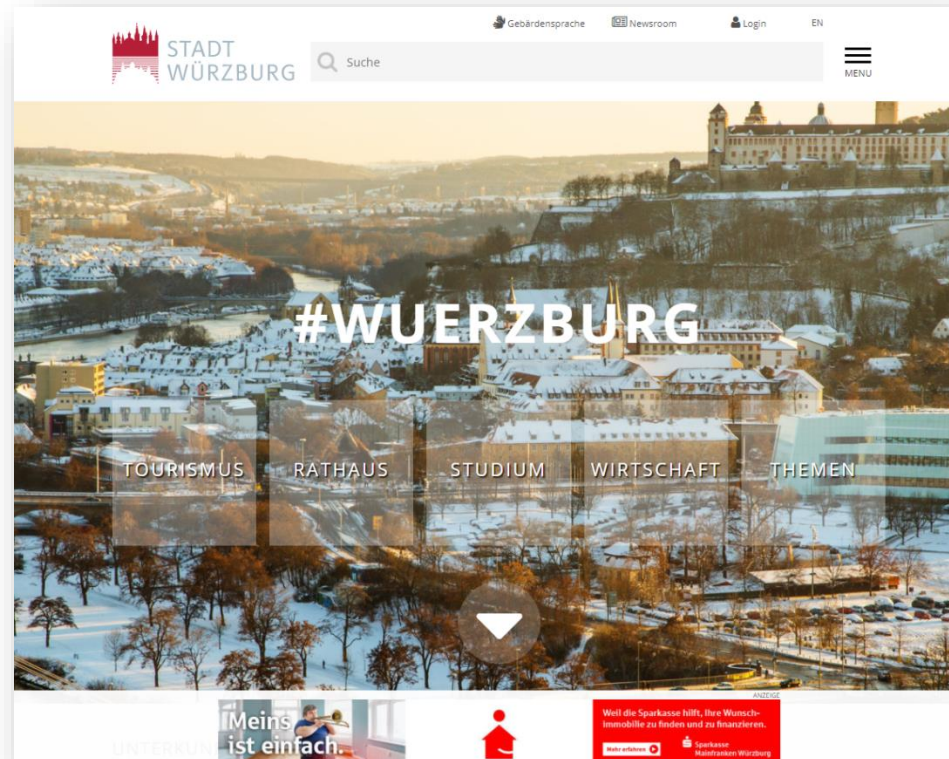 Gebärdensprache
Newsroom
Login
EN
STADT
WÜRZBURG
Suche
MENU
#WUERZBURG
TOURISMUS
RATHAUS
STUDIUM
WIRTSCHAFT
THEMEN
ANZEIGE
Meins
ist einfach.
Weil die Sparkasse hilft, Ihre Wunsch-
immobilie zu finden und zu finanzieren.
Mehr erfahren
Sparkasse
Mainfranken Würzburg